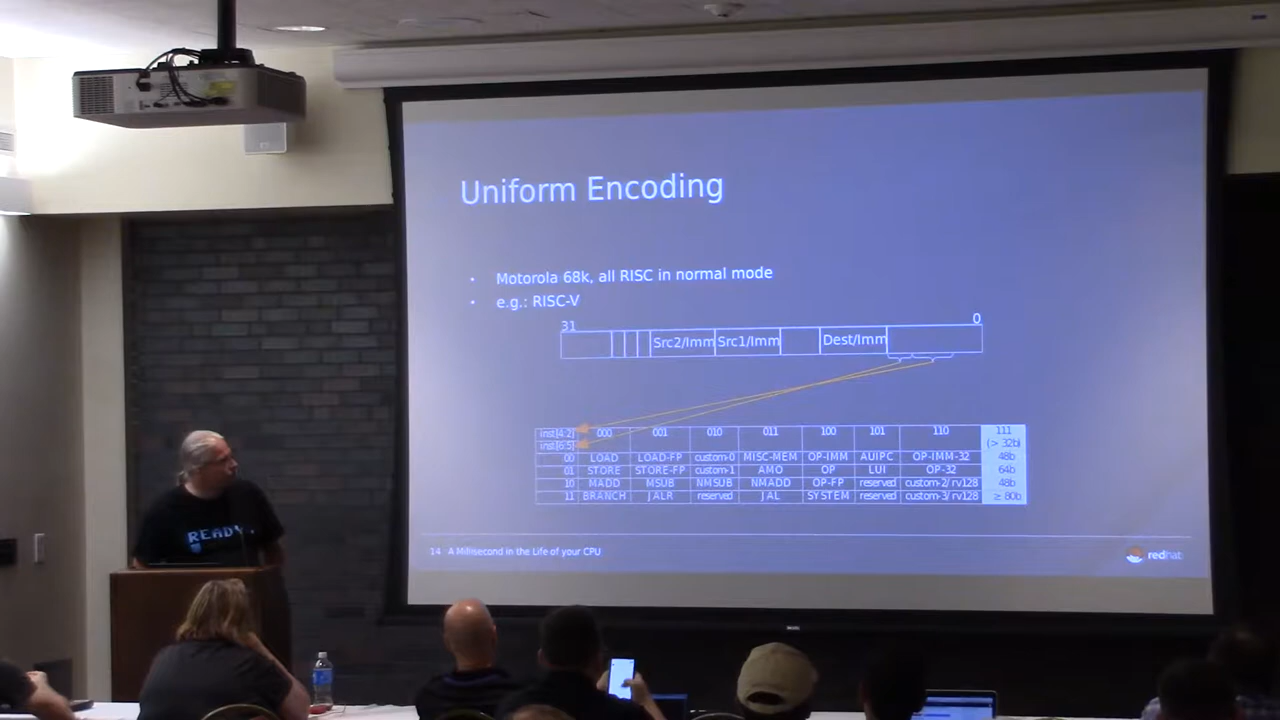 Uniform Encoding
• Motorola 68k, all RISC in normal mode
• e.g.: RISC-V
31 0
Src2/Imm Src1/Imm Dest/Imm
inst[4:2] 000 001 010 011 100 101 110 111
inst[6:5] (> 32b)
00 LOAD LOAD-FP custom-0 MISC-MEM OP-IMM AUIPC OP-IMM-32 48b
01 STORE STORE-FP custom-1 AMO OP LUI OP-32 64b
10 MADD MSUB NMSUB NMADD OP-FP reserved custom-2/rv128 48b
11 BRANCH JALR reserved JAL SYSTEM reserved custom-3/rv128 ≥ 80b
14 A Millisecond in the Life of your CPU
redhat
READY.